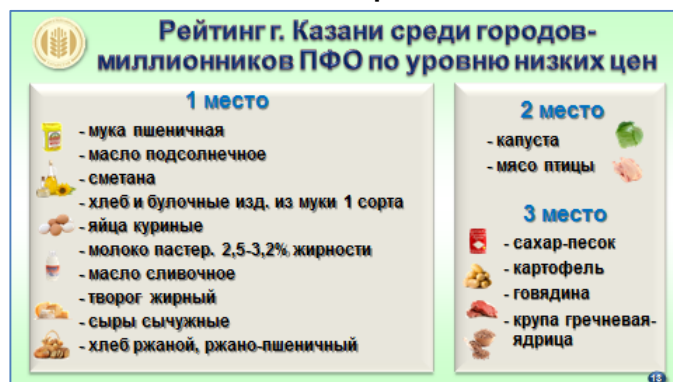 Рейтинг г. Казани среди городов-
миллионников ПФО по уровню низких цен
1 место
- мука пшеничная
- масло подсолнечное
- сметана
- хлеб и булочные изд. из муки 1 сорта
- яйца куриные
- молоко пастер. 2,5-3,2% жирности
- масло сливочное
- творог жирный
- сыры сычужные
- хлеб ржаной, ржано-пшеничный
2 место
- капуста
- мясо птицы
3 место
- сахар-песок
- картофель
- говядина
- крупа гречневая-
ядрица